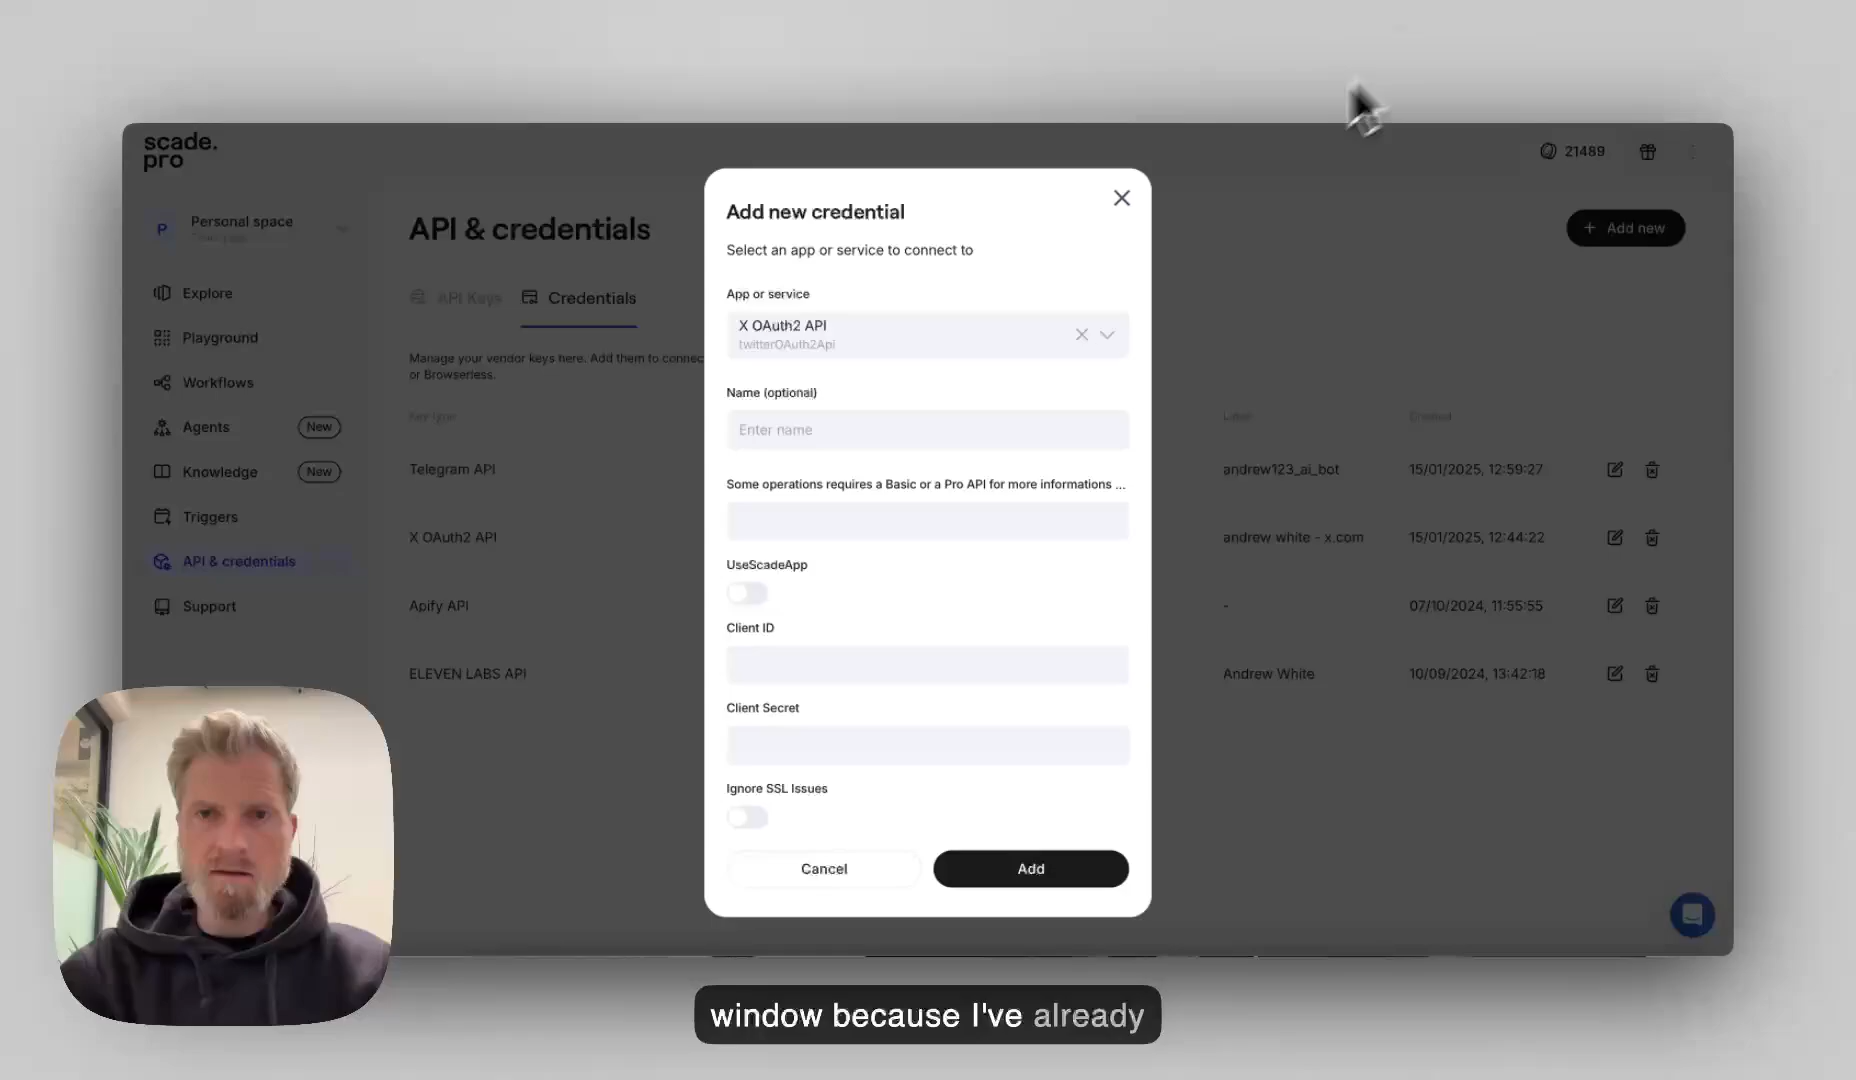 scade.
pro
21489
P
Personal space
API & credentials
Add new
Explore
Playground
Workflows
Agents
New
Knowledge
New
Triggers
API & credentials
Support
API Keys
Credentials
Manage your vendor keys here. Add them to connec
or Browserless.
Key type
Label
Created
Telegram API
andrew123_ai_bot
15/01/2025, 12:59:27
X OAuth2 API
andrew white - x.com
15/01/2025, 12:44:22
Apify API
-
07/10/2024, 11:55:55
ELEVEN LABS API
Andrew White
10/09/2024, 13:42:18
Add new credential
Select an app or service to connect to
App or service
X OAuth2 API
twitterOAuth2Api
Name (optional)
Enter name
Some operations requires a Basic or a Pro API for more informations ...
UseScadeApp
Client ID
Client Secret
Ignore SSL Issues
Cancel
Add
window because I've already